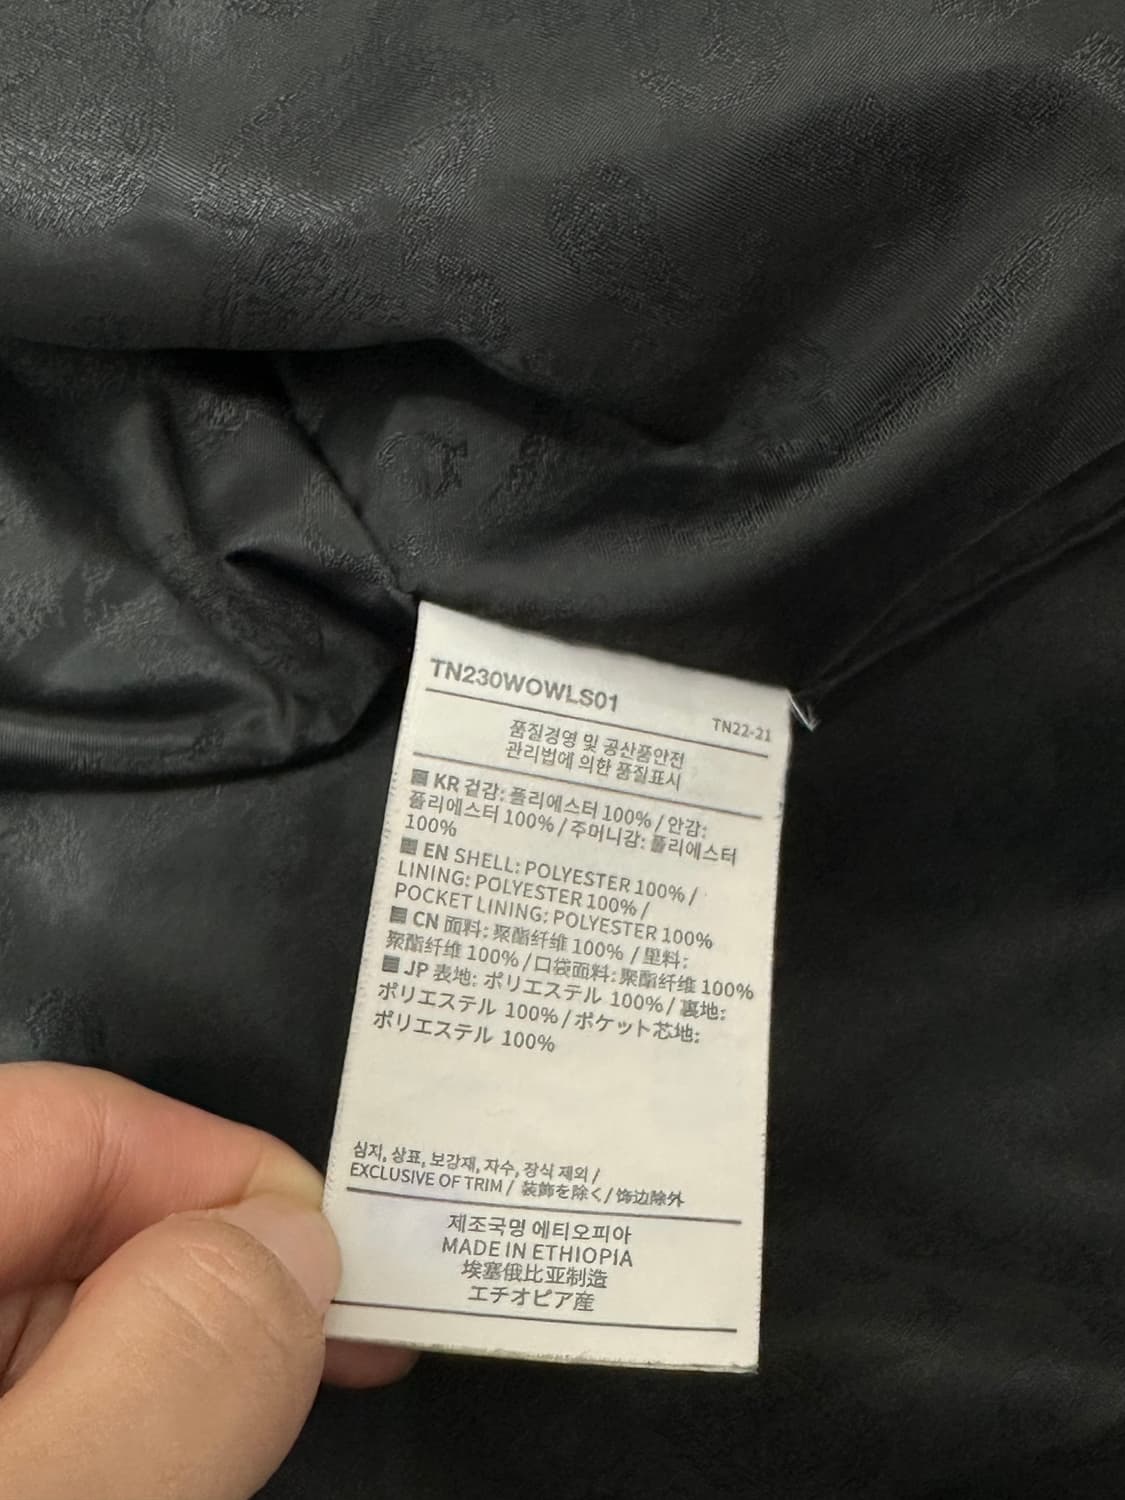 TN230WOWLS01
TN22-21
품질경영 및 공산품안전
관리법에 의한 품질표시
KR 겉감: 폴리에스터 100% / 안감:
폴리에스터 100% / 주머니감: 폴리에스터
100%
EN SHELL: POLYESTER 100% /
LINING: POLYESTER 100% /
POCKET LINING: POLYESTER 100%
CN 面料: 聚酯纤维 100% / 里料:
聚酯纤维 100% / 口袋面料: 聚酯纤维 100%
JP 表地: ポリエステル 100% / 裏地:
ポリエステル 100% / ポケット芯地:
ポリエステル 100%
심지, 상표, 보강재, 자수, 장식 제외 /
EXCLUSIVE OF TRIM / 装飾を除く / 饰边除外
제조국명 에티오피아
MADE IN ETHIOPIA
埃塞俄比亚制造
エチオピア産